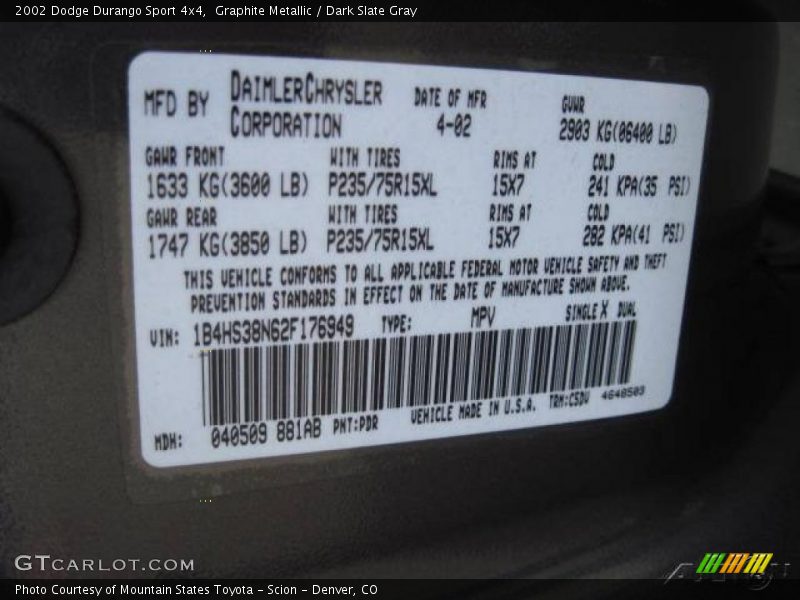 2002 Dodge Durango Sport 4x4,  Graphite Metallic / Dark Slate Gray
MFD BY DAIMLERCHRYSLER CORPORATION
DATE OF MFR 4-02
GVWR 2903 KG(06400 LB)
GAWR FRONT WITH TIRES RIMS AT COLD
1633 KG(3600 LB) P235/75R15XL 15X7 241 KPA(35 PSI)
GAWR REAR WITH TIRES RIMS AT COLD
1747 KG(3850 LB) P235/75R15XL 15X7 282 KPA(41 PSI)
THIS VEHICLE CONFORMS TO ALL APPLICABLE FEDERAL MOTOR VEHICLE SAFETY AND THEFT
PREVENTION STANDARDS IN EFFECT ON THE DATE OF MANUFACTURE SHOWN ABOVE.
VIN: 1B4HS38N62F176949 TYPE: MPV SINGLE X DUAL
MDH: 040509 881AB PNT:PDR VEHICLE MADE IN U.S.A. TRM:CSDV 4648503
GTCARLOT.COM
Photo Courtesy of Mountain States Toyota – Scion – Denver, CO